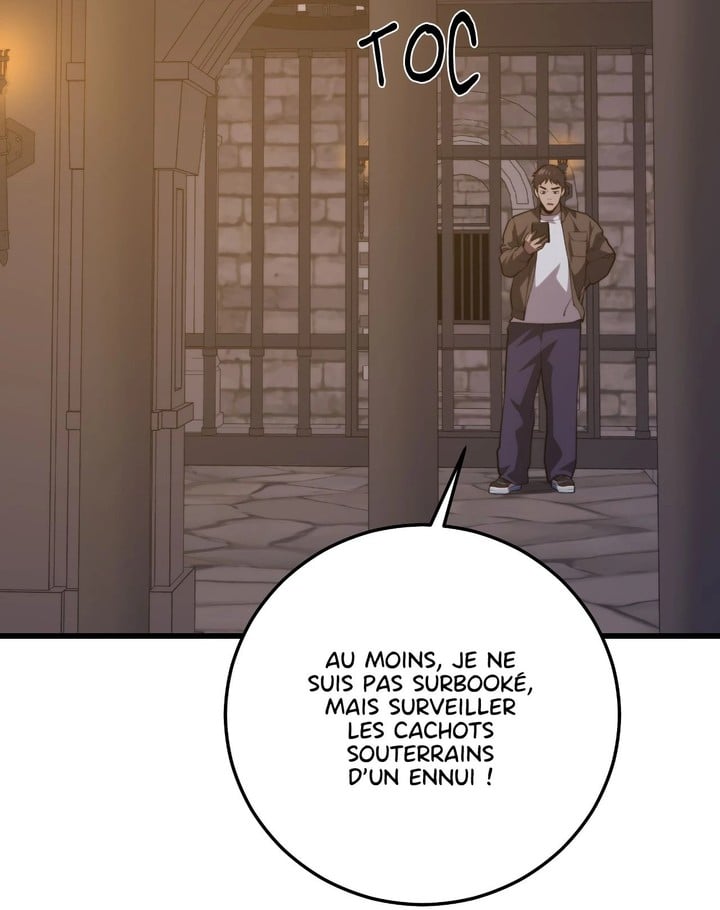 TOC
AU MOINS, JE NE
SUIS PAS SURBOOKÉ,
MAIS SURVEILLER
LES CACHOTS
SOUTERRAINS
D'UN ENNUI !